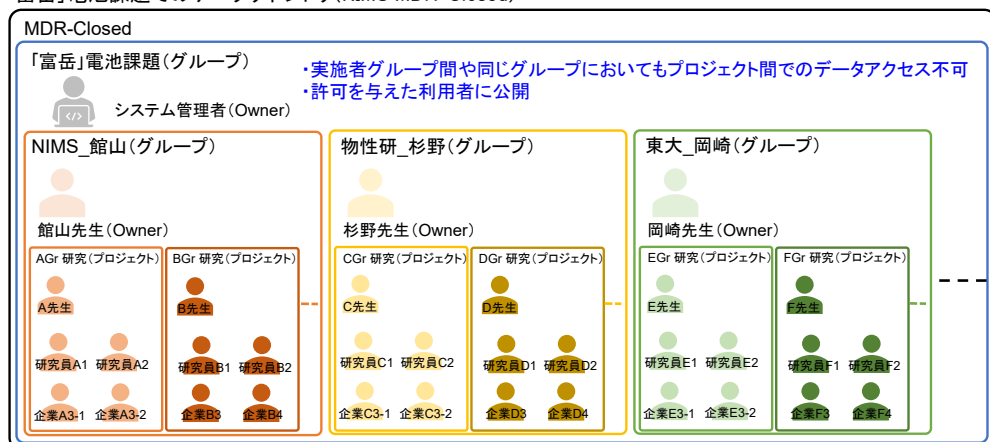 MDR-Closed
「富岳」電池課題(グループ)
・実施者グループ間や同じグループにおいてもプロジェクト間でのデータアクセス不可
・許可を与えた利用者に公開
システム管理者(Owner)
NIMS_館山(グループ)
館山先生(Owner)
AGr 研究(プロジェクト)
A先生
研究員A1 研究員A2
企業A3-1 企業A3-2
BGr 研究(プロジェクト)
B先生
研究員B1 研究員B2
企業B3 企業B4
物性研_杉野(グループ)
杉野先生(Owner)
CGr 研究(プロジェクト)
C先生
研究員C1 研究員C2
企業C3-1 企業C3-2
DGr 研究(プロジェクト)
D先生
研究員D1 研究員D2
企業D3 企業D4
東大_岡崎(グループ)
岡崎先生(Owner)
EGr 研究(プロジェクト)
E先生
研究員E1 研究員E2
企業E3-1 企業E3-2
FGr 研究(プロジェクト)
F先生
研究員F1 研究員F2
企業F3 企業F4